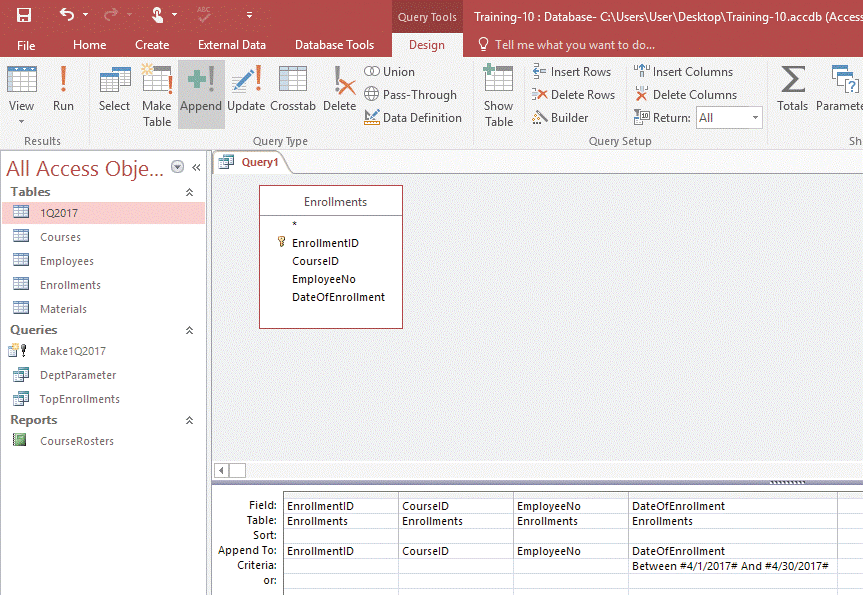 ABC
Query Tools
Training-10 : Database- C:\Users\User\Desktop\Training-10.accdb (Acces
File Home Create External Data Database Tools Design Tell me what you want to do...
View Run Select Make Table Append Update Crosstab Delete
Union
Pass-Through
Data Definition
Show Table
Insert Rows
Delete Rows
Builder
Insert Columns
Delete Columns
Return: All
Totals Paramete
Results Query Type Query Setup Sh
All Access Obje... «
Tables
1Q2017
Courses
Employees
Enrollments
Materials
Queries
Make1Q2017
DeptParameter
TopEnrollments
Reports
CourseRosters
Query1
Enrollments
*
EnrollmentID
CourseID
EmployeeNo
DateOfEnrollment
Field: EnrollmentID CourseID EmployeeNo DateOfEnrollment
Table: Enrollments Enrollments Enrollments Enrollments
Sort:
Append To: EnrollmentID CourseID EmployeeNo DateOfEnrollment
Criteria: Between #4/1/2017# And #4/30/2017#
or: